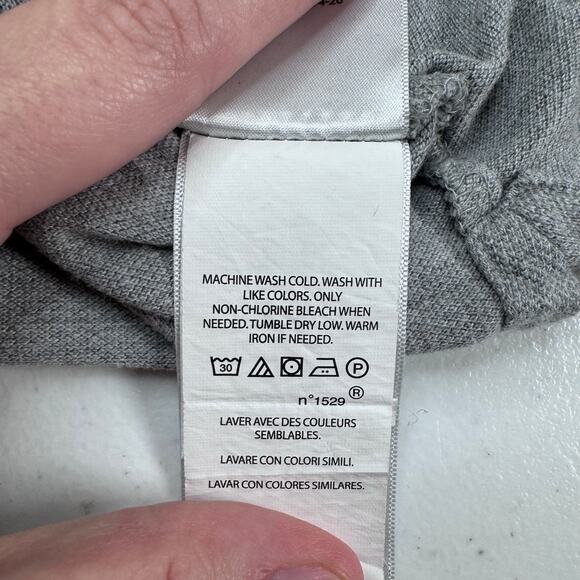 MACHINE WASH COLD. WASH WITH
LIKE COLORS. ONLY
NON-CHLORINE BLEACH WHEN
NEEDED. TUMBLE DRY LOW. WARM
IRON IF NEEDED.
30 P
n°1529 ®
LAVER AVEC DES COULEURS
SEMBLABLES.
LAVARE CON COLORI SIMILI.
LAVAR CON COLORES SIMILARES.